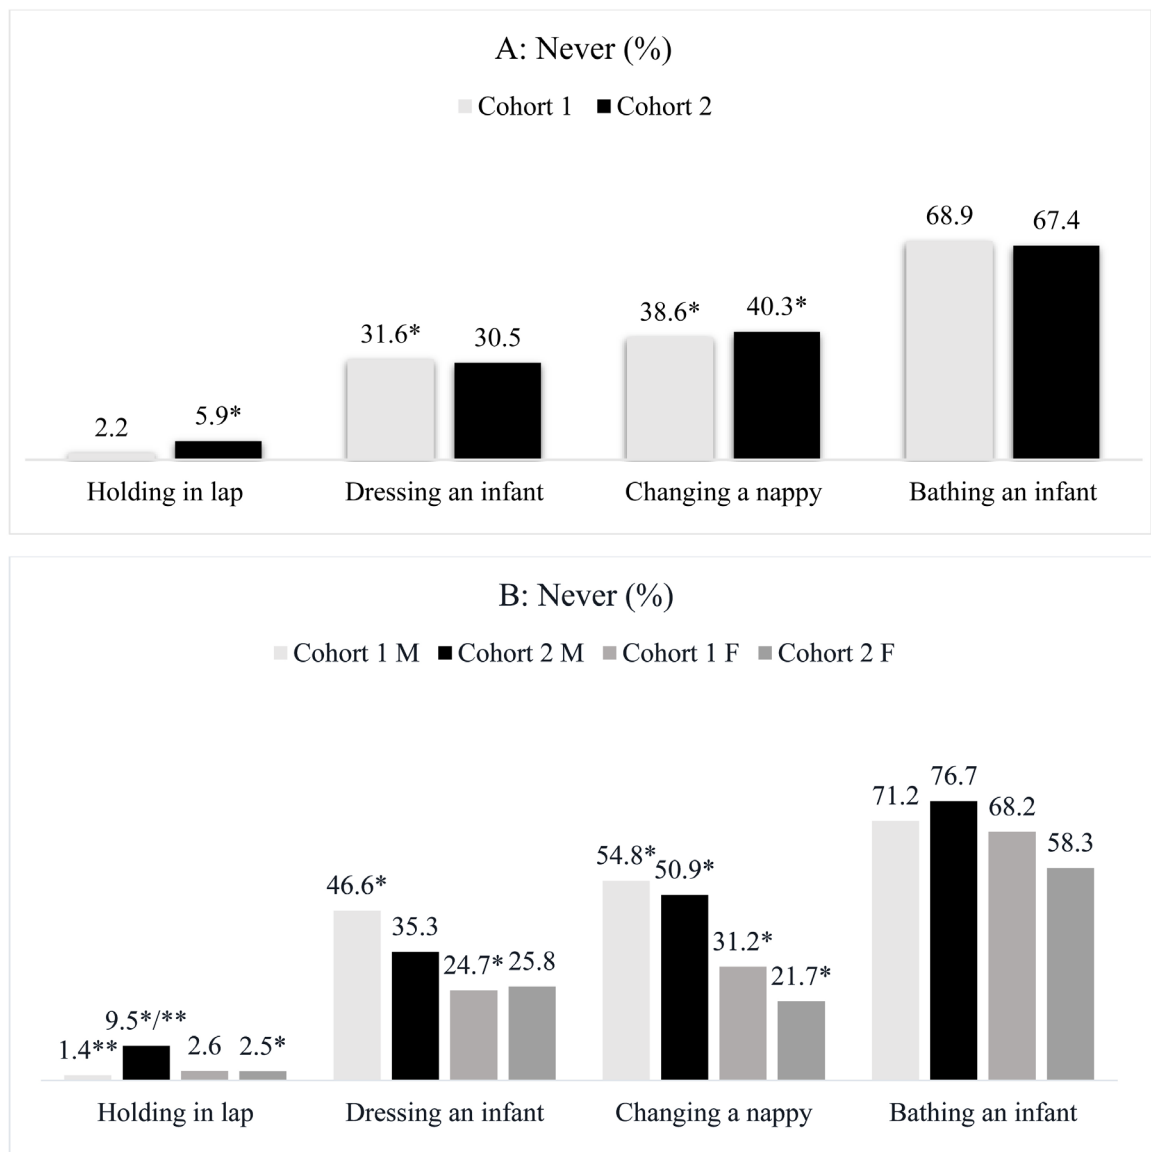 A: Never (%)
Cohort 1 Cohort 2
68.9 67.4
38.6* 40.3*
31.6* 30.5
2.2 5.9*
Holding in lap Dressing an infant Changing a nappy Bathing an infant
B: Never (%)
Cohort 1 M Cohort 2 M Cohort 1 F Cohort 2 F
71.2 76.7 68.2 58.3
54.8* 50.9* 31.2* 21.7*
46.6* 35.3 24.7* 25.8
1.4** 9.5*/** 2.6 2.5*
Holding in lap Dressing an infant Changing a nappy Bathing an infant